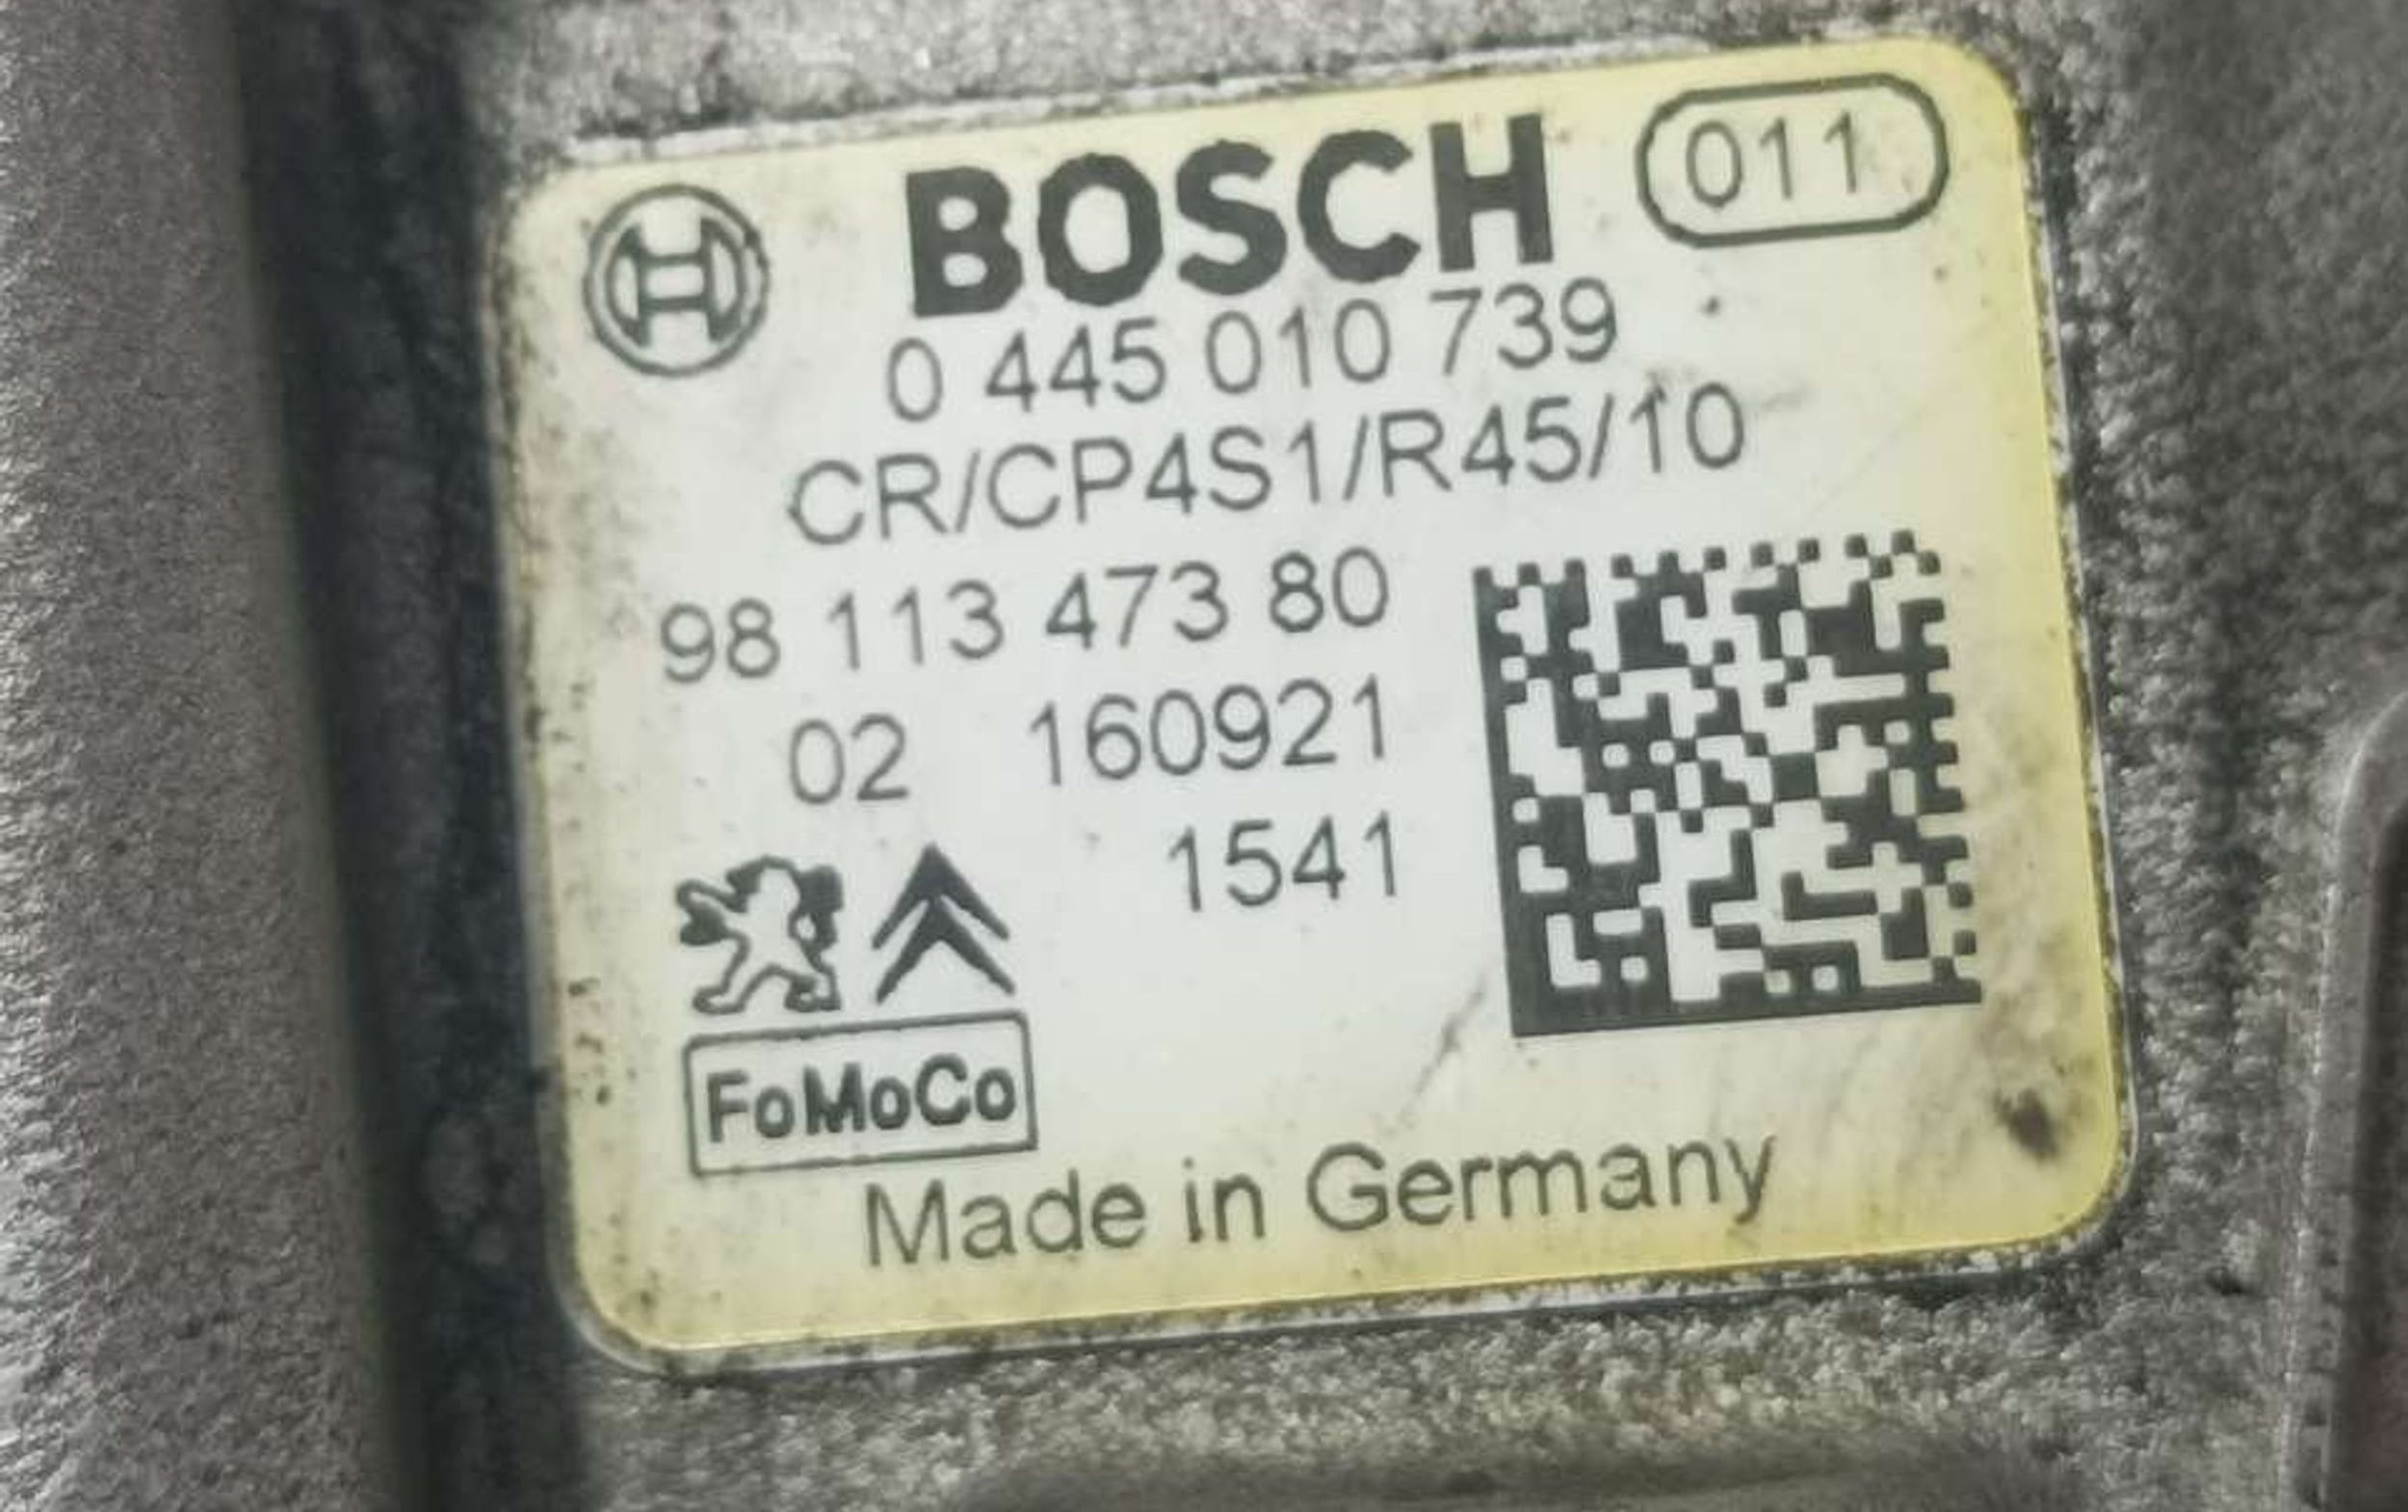 BOSCH 011
0 445 010 739
CR/CP4S1/R45/10
98 113 473 80
02 160921
1541
FoMoCo
Made in Germany